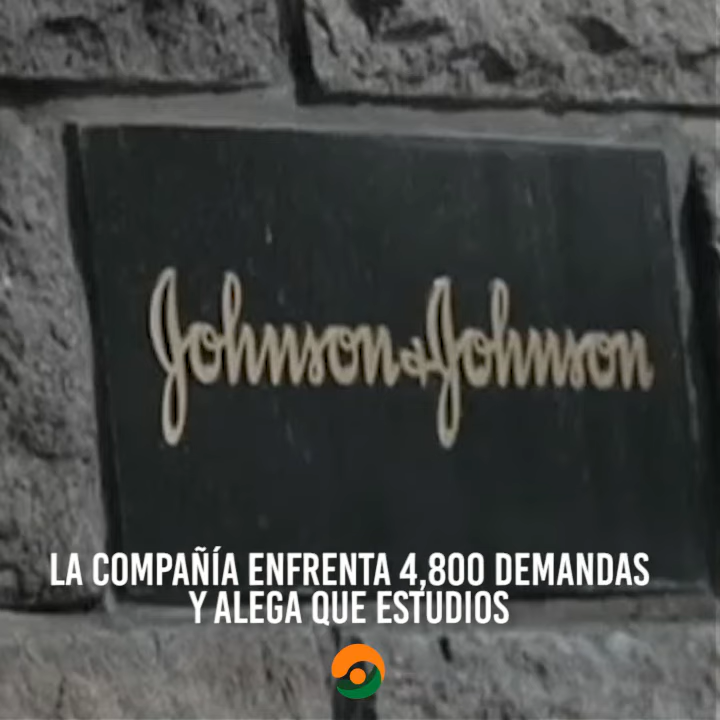 Johnson & Johnson
LA COMPAÑÍA ENFRENTA 4,800 DEMANDAS
Y ALEGA QUE ESTUDIOS